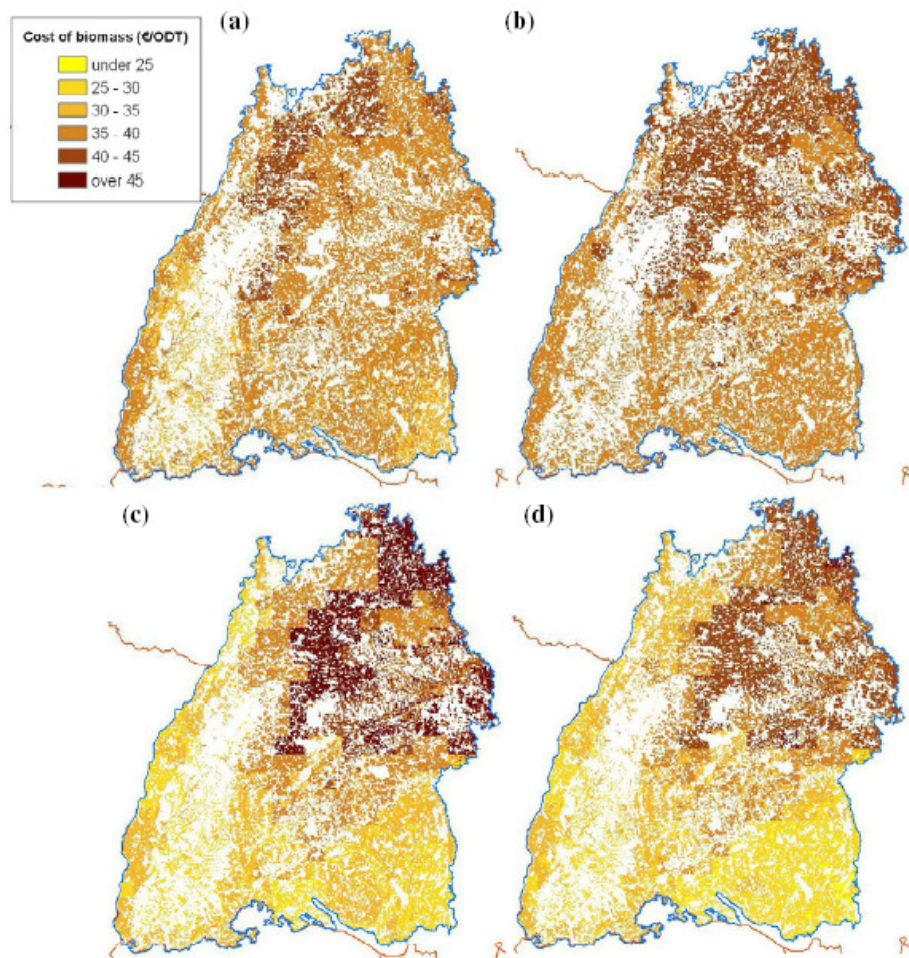 (a)
(b)
Cost of biomass (€/ODT)
under 25
25 - 30
30 - 35
35 - 40
40 - 45
over 45
(c)
(d)